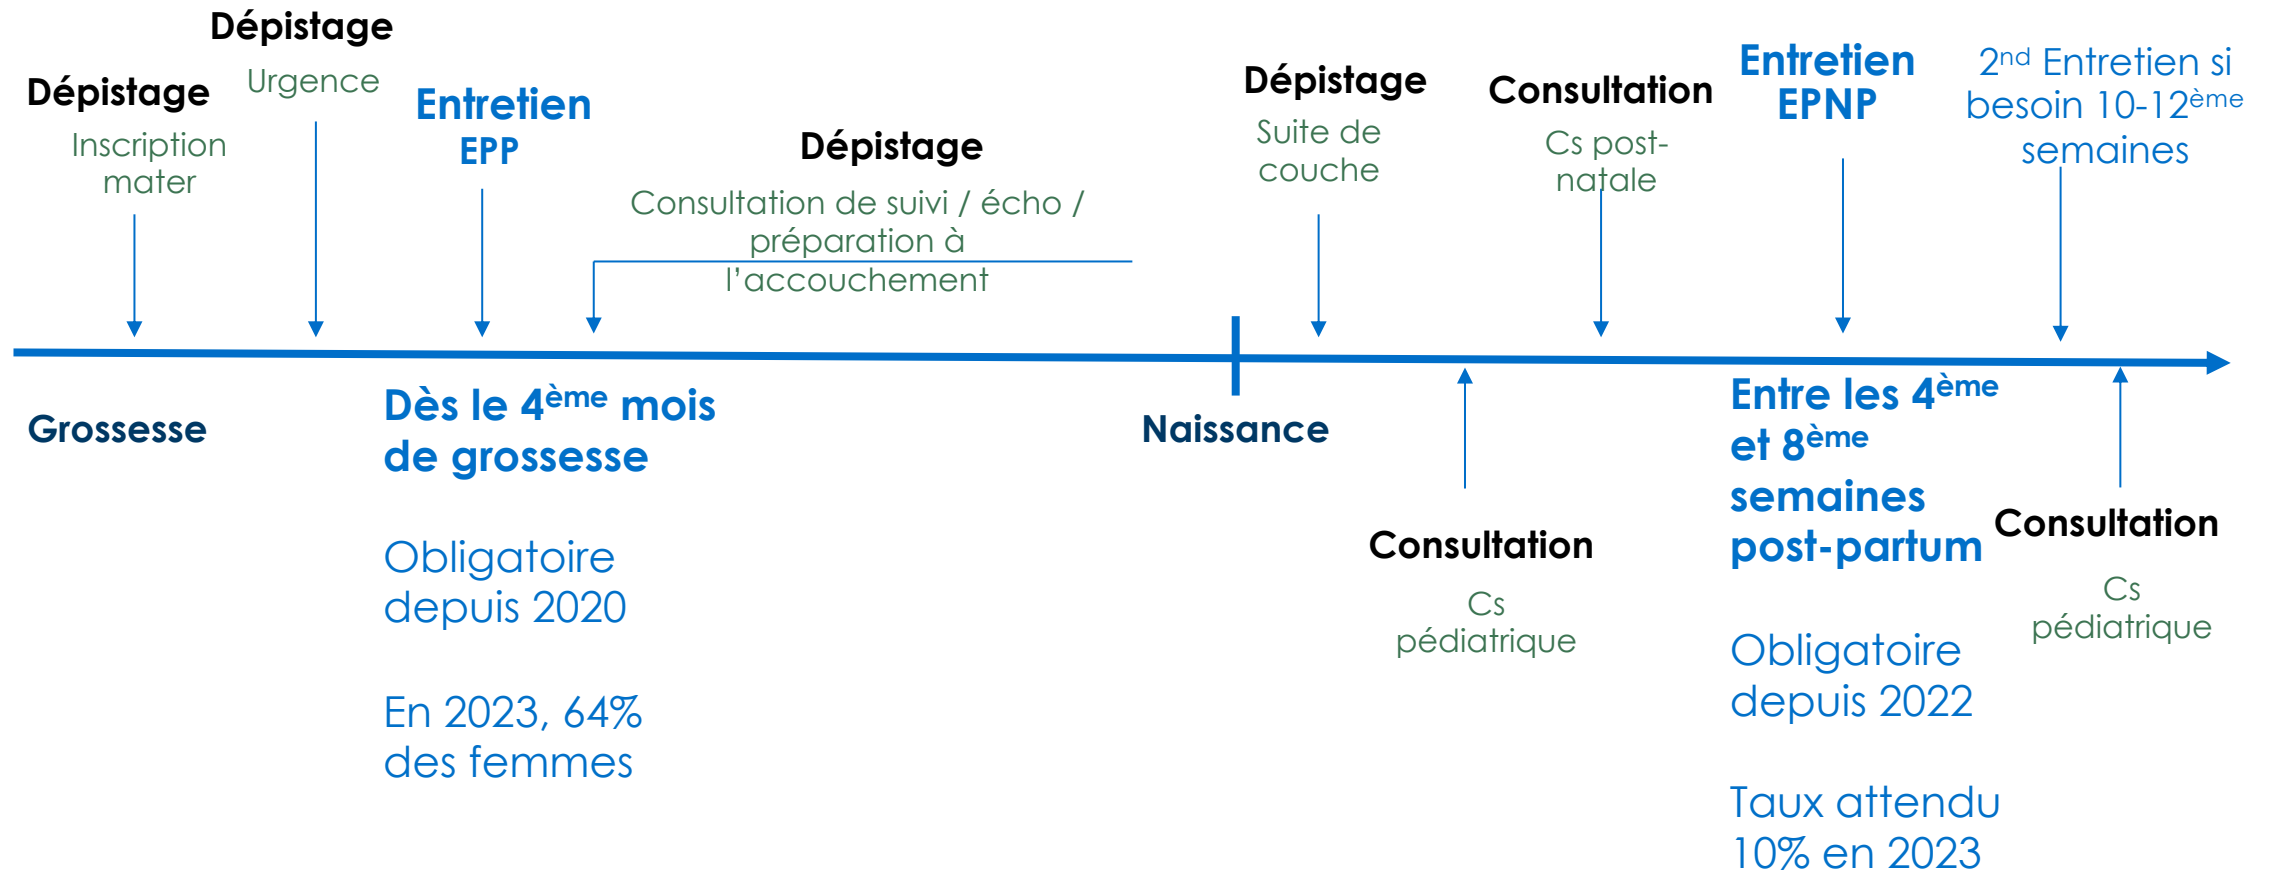 Dépistage
Inscription
mater
Dépistage
Urgence
Entretien
EPP
Dépistage
Consultation de suivi / écho /
préparation à
l’accouchement
Dépistage
Suite de
couche
Consultation
Cs post-
natale
Entretien
EPNP
2nd Entretien si
besoin 10-12ème
semaines
Grossesse
Dès le 4ème mois
de grossesse
Obligatoire
depuis 2020
En 2023, 64%
des femmes
Naissance
Consultation
Cs
pédiatrique
Entre les 4ème
et 8ème
semaines
post-partum
Obligatoire
depuis 2022
Taux attendu
10% en 2023
Consultation
Cs
pédiatrique